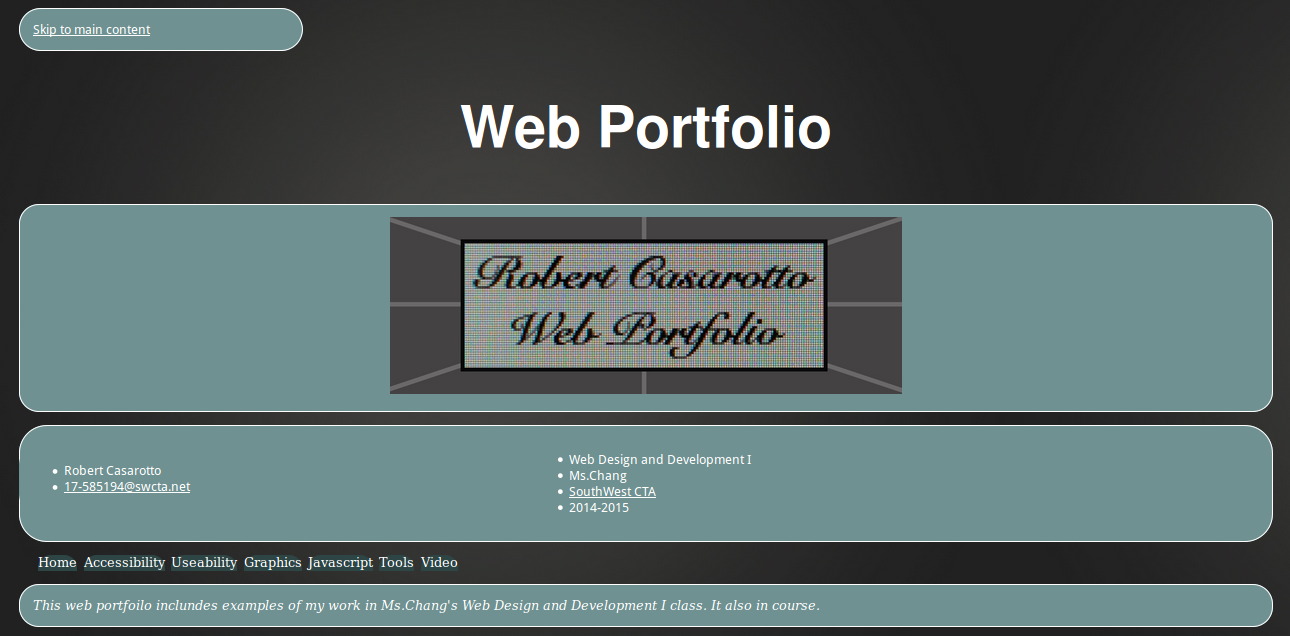 Skip to main content
Web Portfolio
Robert Casarotto
Web Portfolio
Robert Casarotto
17-585194@swcta.net
Web Design and Development I
Ms.Chang
SouthWest CTA
2014-2015
Home Accessibility Useability Graphics Javascript Tools Video
This web portfoilo inclundes examples of my work in Ms.Chang's Web Design and Development I class. It also in course.